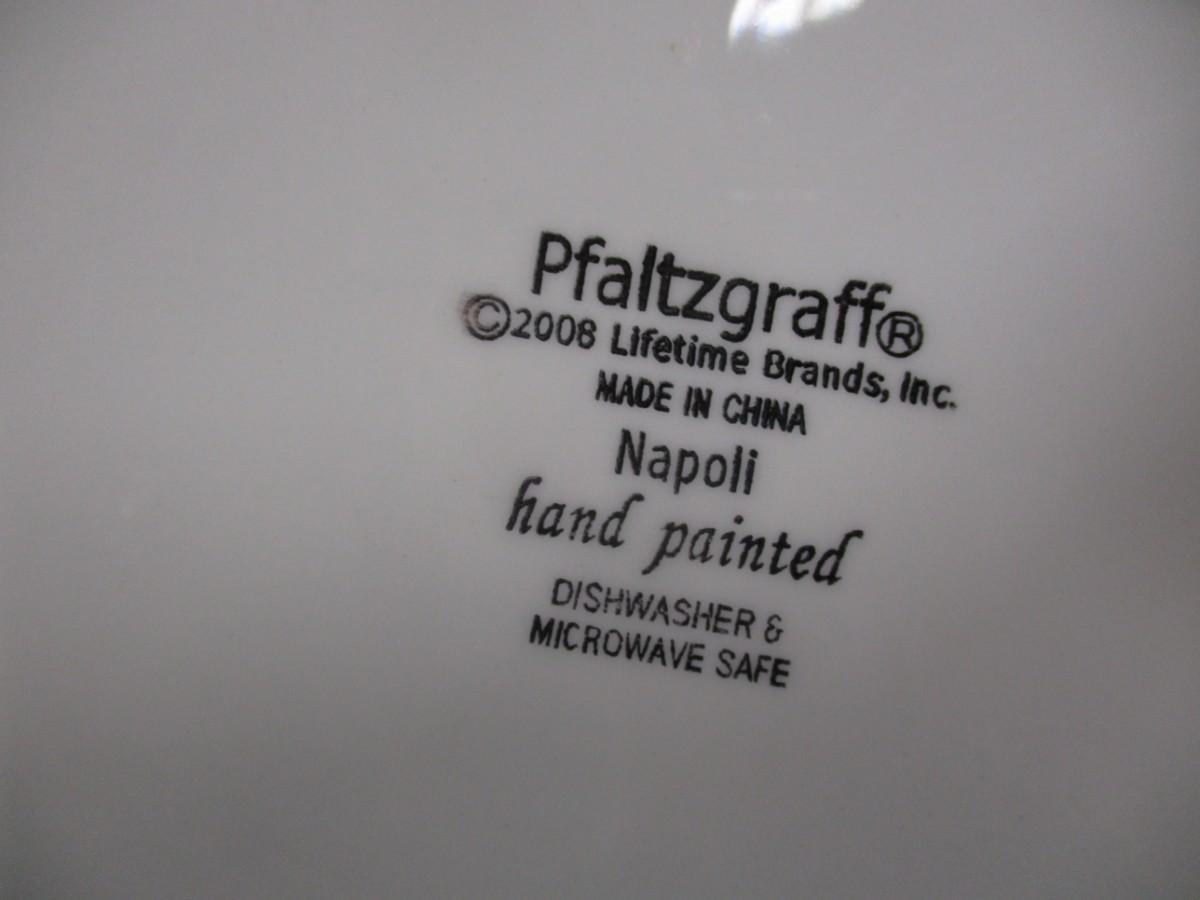 Pfaltzgraff®
©2008 Lifetime Brands, Inc.
MADE IN CHINA
Napoli
hand painted
DISHWASHER &
MICROWAVE SAFE